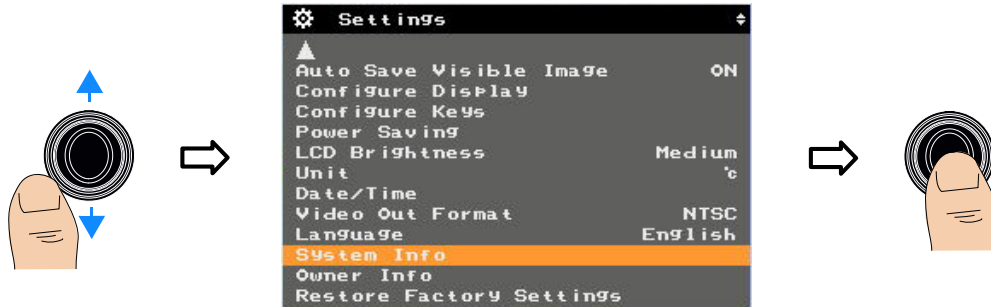 Settings
Auto Save Visible Image ON
Configure Display
Configure Keys
Power Saving
LCD Brightness Medium
Unit °c
Date/Time
Video Out Format NTSC
Language English
System Info
Owner Info
Restore Factory Settings